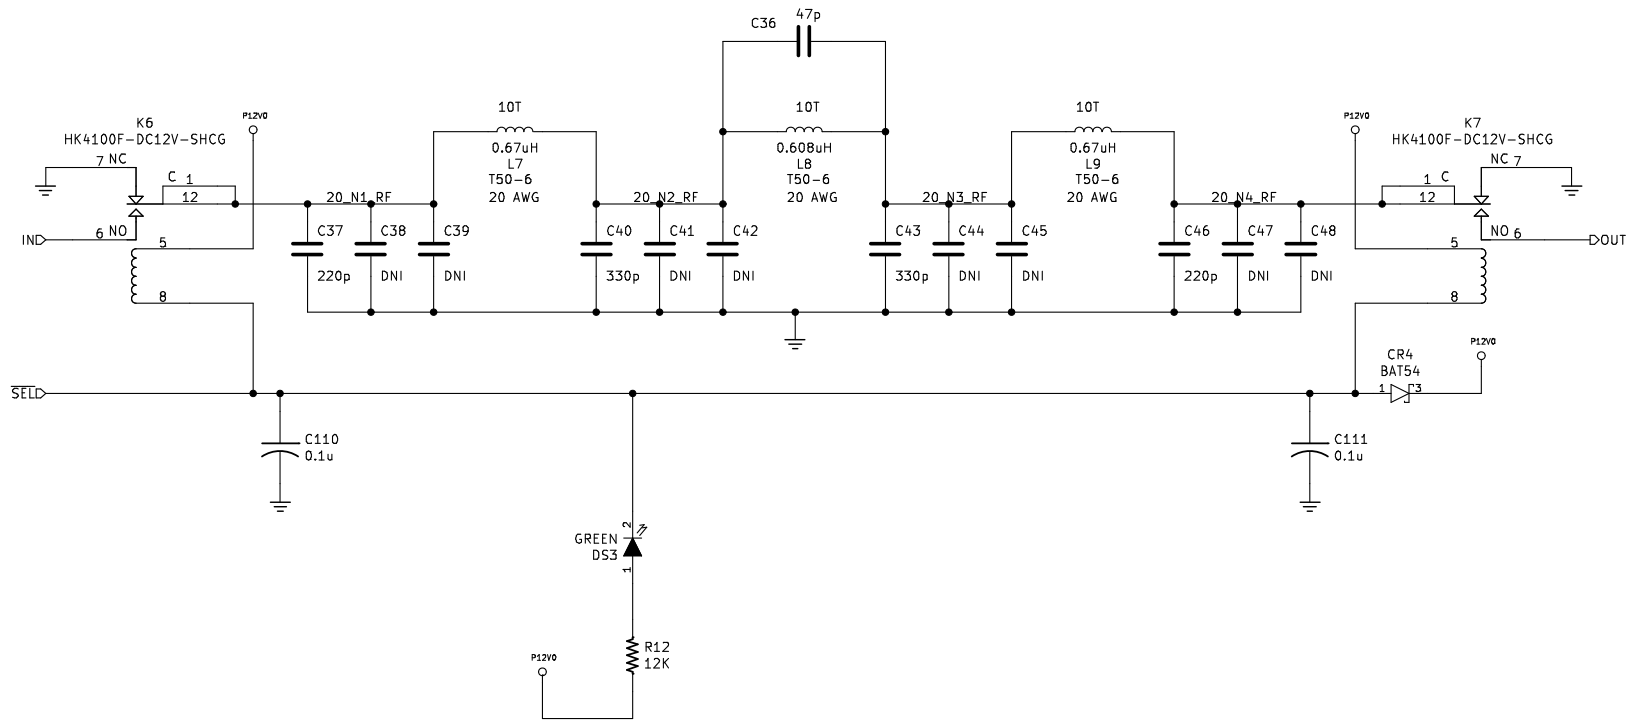 C36
47p
10T
10T
10T
K6
HK4100F-DC12V-SHCG
P12V0
P12V0
K7
HK4100F-DC12V-SHCG
7 NC
C 1
12
6 NO
IN
5
8
0.67uH
L7
T50-6
20 AWG
0.608uH
L8
T50-6
20 AWG
0.67uH
L9
T50-6
20 AWG
20_N1_RF
20_N2_RF
20_N3_RF
20_N4_RF
NC 7
1 C
12
NO 6
OUT
5
8
C37
220p
C38
DNI
C39
DNI
C40
330p
C41
DNI
C42
DNI
C43
330p
C44
DNI
C45
DNI
C46
220p
C47
DNI
C48
DNI
SEL
CR4
BAT54
1
3
P12V0
C110
0.1u
C111
0.1u
2
GREEN
DS3
1
R12
12K
P12V0